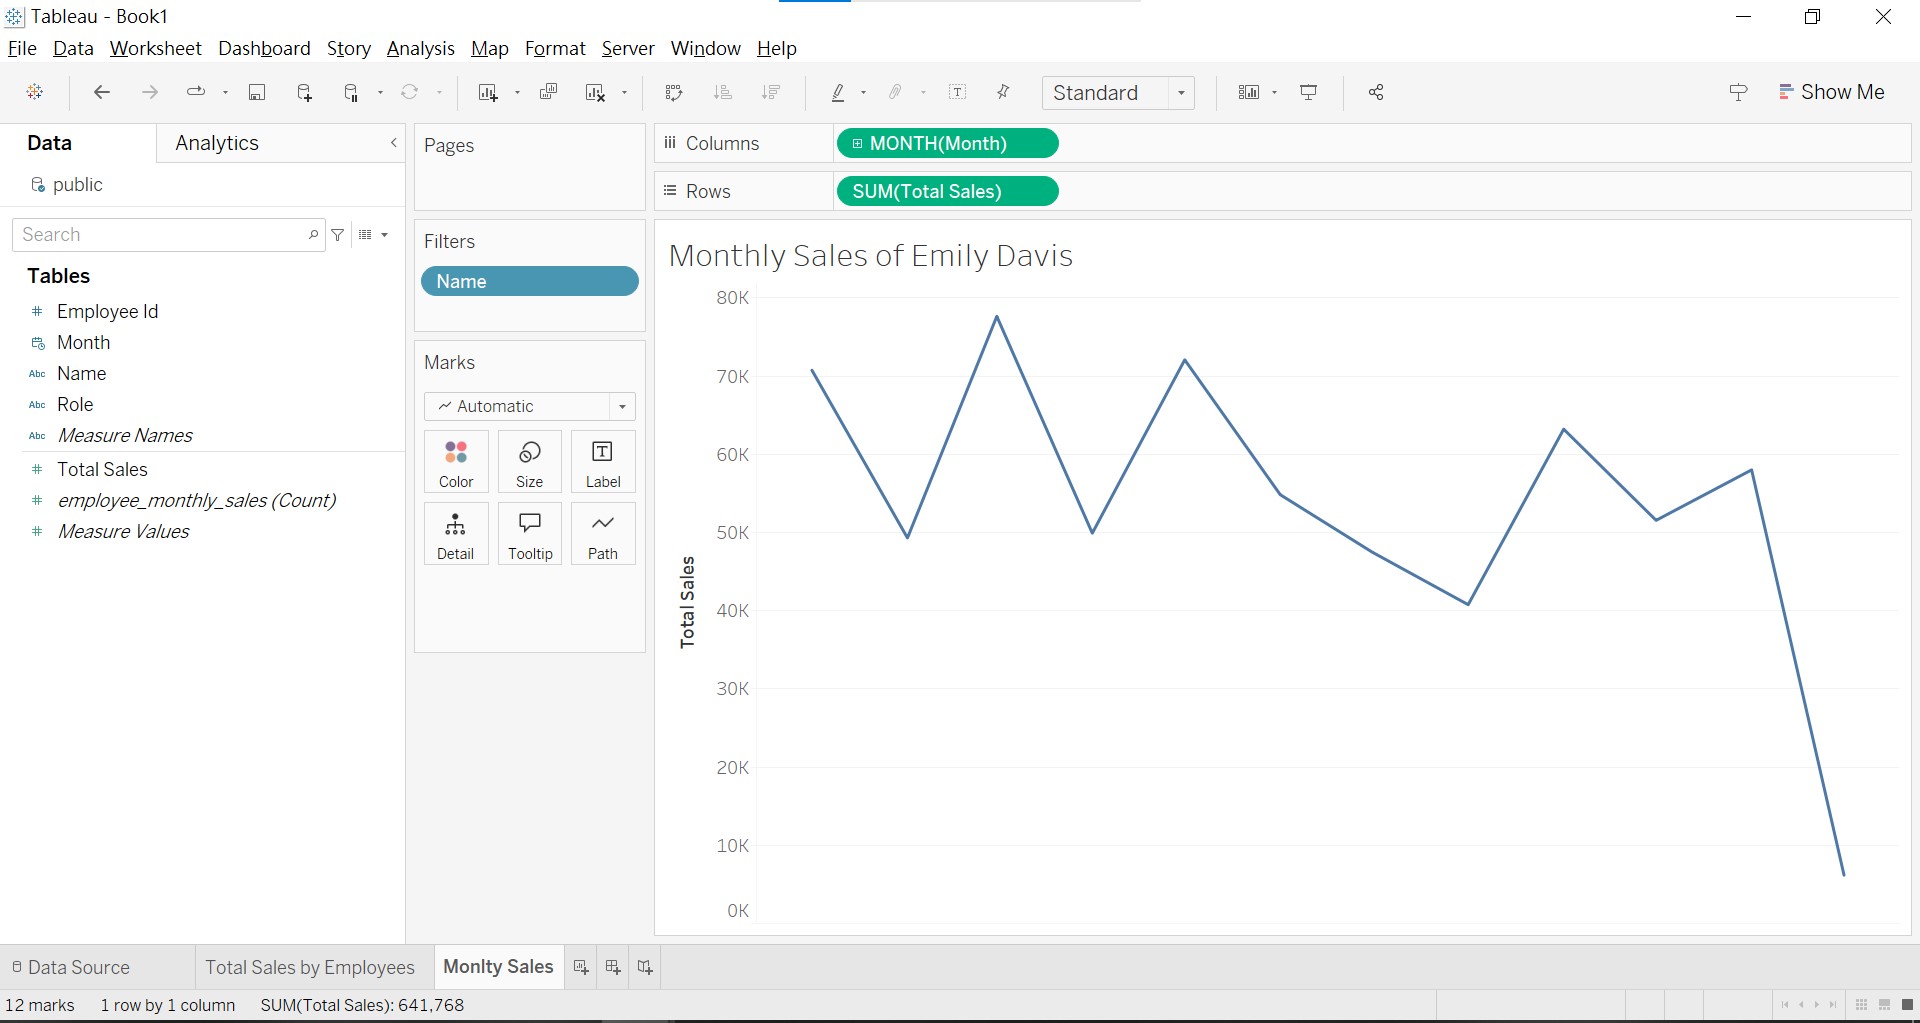 Tableau - Book1
File Data Worksheet Dashboard Story Analysis Map Format Server Window Help
Standard
Show Me
Data
Analytics
public
Search
Tables
Employee Id
Month
Abc Name
Abc Role
Abc Measure Names
Total Sales
employee_monthly_sales (Count)
Measure Values
Pages
Filters
Name
Marks
Automatic
Color
Size
Label
Detail
Tooltip
Path
Columns
MONTH(Month)
Rows
SUM(Total Sales)
Monthly Sales of Emily Davis
80K
70K
60K
50K
40K
30K
20K
10K
0K
Total Sales
Data Source
Total Sales by Employees
Monlty Sales
12 marks 1 row by 1 column SUM(Total Sales): 641,768